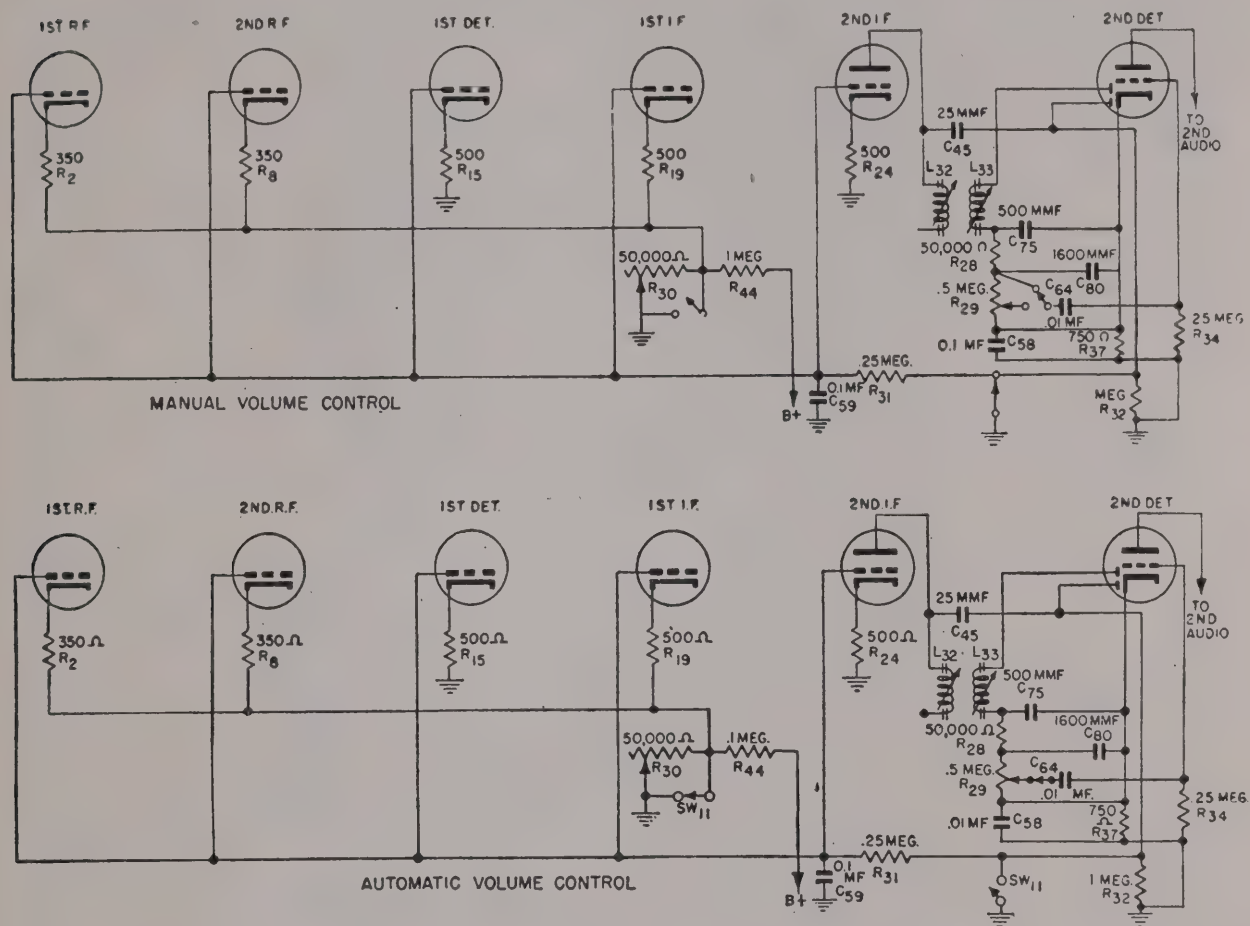 1ST R.F.
2ND R F
1ST DET.
1ST I F
2ND I F
2ND DET
TO
2ND
AUDIO
25 MMF
C45
350
R2
350
R8
500
R15
500
R19
500
R24
L32
L33
500 MMF
C75
50,000 Ω
R28
1600 MMF
C80
50,000 Ω
R30
.1 MEG
R44
.5 MEG.
R29
C64
.01 MF
.25 MEG
R34
0.1 MF
C58
750 Ω
R37
.25 MEG.
R31
0.1 MF
C59
B+
MEG
R32
MANUAL VOLUME CONTROL
1ST. R.F.
2ND. R.F.
1ST DET.
1ST I.F.
2ND. I.F
2ND DET
TO
2ND
AUDIO
25 MMF
C45
350 Ω
R2
350 Ω
R8
500 Ω
R15
500 Ω
R19
500 Ω
R24
L32
L33
500 MMF
C75
50,000 Ω
R28
1600 MMF
C80
50,000 Ω
R30
.1 MEG.
R44
SW11
.5 MEG.
R29
C64
.01 MF.
.25 MEG.
R34
.01 MF
C58
750
Ω
R37
.25 MEG.
R31
0.1
MF
C59
B+
SW11
1 MEG.
R32
AUTOMATIC VOLUME CONTROL